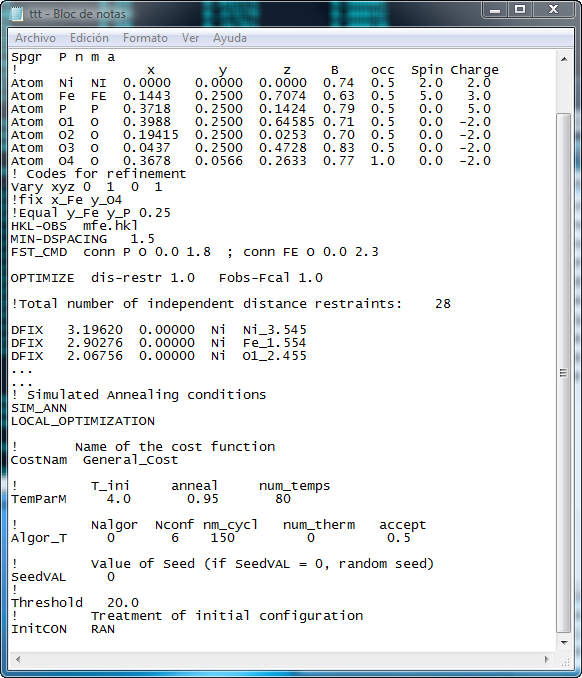 ttt - Bloc de notas
Archivo Edición Formato Ver Ayuda
Spgr  P n m a
!                x       y       z     B    occ  Spin Charge
Atom  Ni  NI  0.0000   0.0000  0.0000  0.74  0.5  2.0   2.0
Atom  Fe  FE  0.1443   0.2500  0.7074  0.63  0.5  5.0   3.0
Atom  P   P   0.3718   0.2500  0.1424  0.79  0.5  0.0   5.0
Atom  O1  O   0.3988   0.2500  0.64585 0.71  0.5  0.0  -2.0
Atom  O2  O   0.19415  0.2500  0.0253  0.70  0.5  0.0  -2.0
Atom  O3  O   0.0437   0.2500  0.4728  0.83  0.5  0.0  -2.0
Atom  O4  O   0.3678   0.0566  0.2633  0.77  1.0  0.0  -2.0
! Codes for refinement
Vary xyz 0  1  0  1
!fix x_Fe y_O4
!Equal y_Fe y_P 0.25
HKL-OBS  mfe.hkl
MIN-DSPACING   1.5
FST_CMD  conn P O 0.0 1.8  ; conn FE O 0.0 2.3
OPTIMIZE  dis-restr 1.0   Fobs-Fcal 1.0
!Total number of independent distance restraints:    28
DFIX   3.19620  0.00000  Ni  Ni_3.545
DFIX   2.90276  0.00000  Ni  Fe_1.554
DFIX   2.06756  0.00000  Ni  O1_2.455
...
...
! Simulated Annealing conditions
SIM_ANN
LOCAL_OPTIMIZATION
!       Name of the cost function
CostNam  General_Cost
!         T_ini     anneal     num_temps
TemParM     4.0       0.95       80
!         Nalgor  Nconf nm_cycl   num_therm   accept
Algor_T     0       6    150         0         0.5
!         Value of Seed (if SeedVAL = 0, random seed)
SeedVAL     0
!
Threshold   20.0
!         Treatment of initial configuration
InitCON   RAN